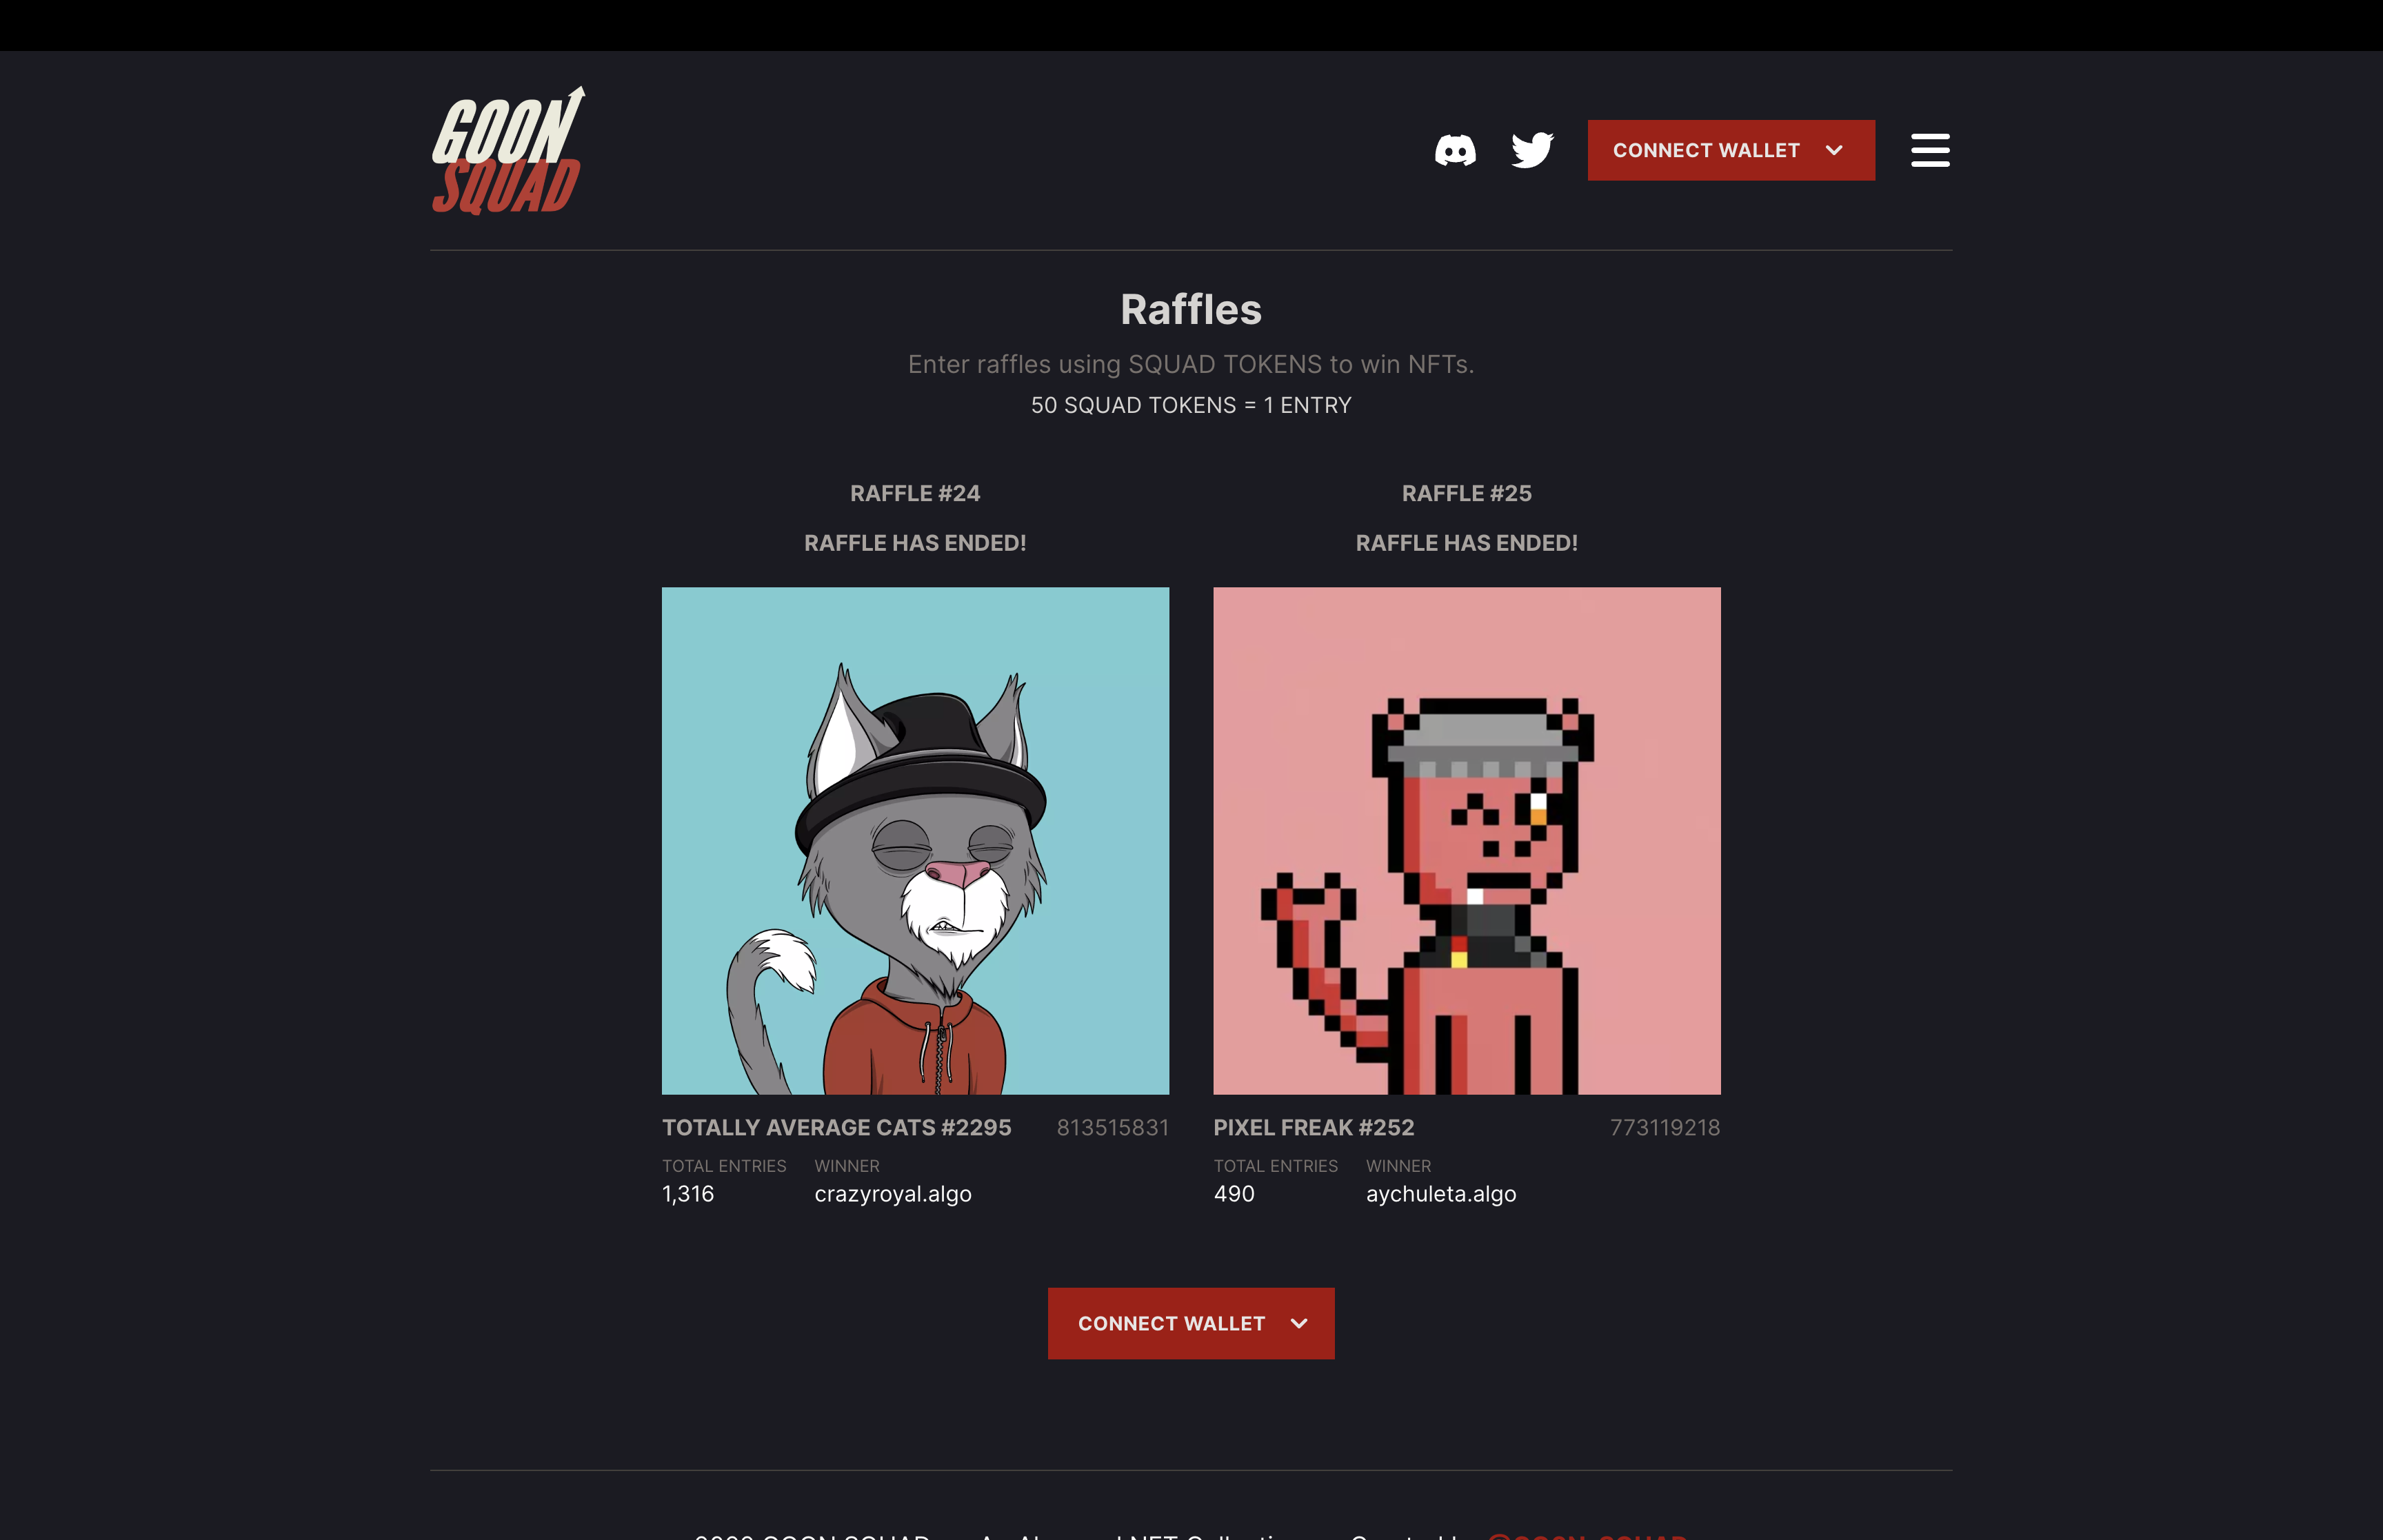 GOON
SQUAD
CONNECT WALLET
Raffles
Enter raffles using SQUAD TOKENS to win NFTs.
50 SQUAD TOKENS = 1 ENTRY
RAFFLE #24
RAFFLE HAS ENDED!
TOTALLY AVERAGE CATS #2295 813515831
TOTAL ENTRIES WINNER
1,316 crazyroyal.algo
RAFFLE #25
RAFFLE HAS ENDED!
PIXEL FREAK #252 773119218
TOTAL ENTRIES WINNER
490 aychuleta.algo
CONNECT WALLET